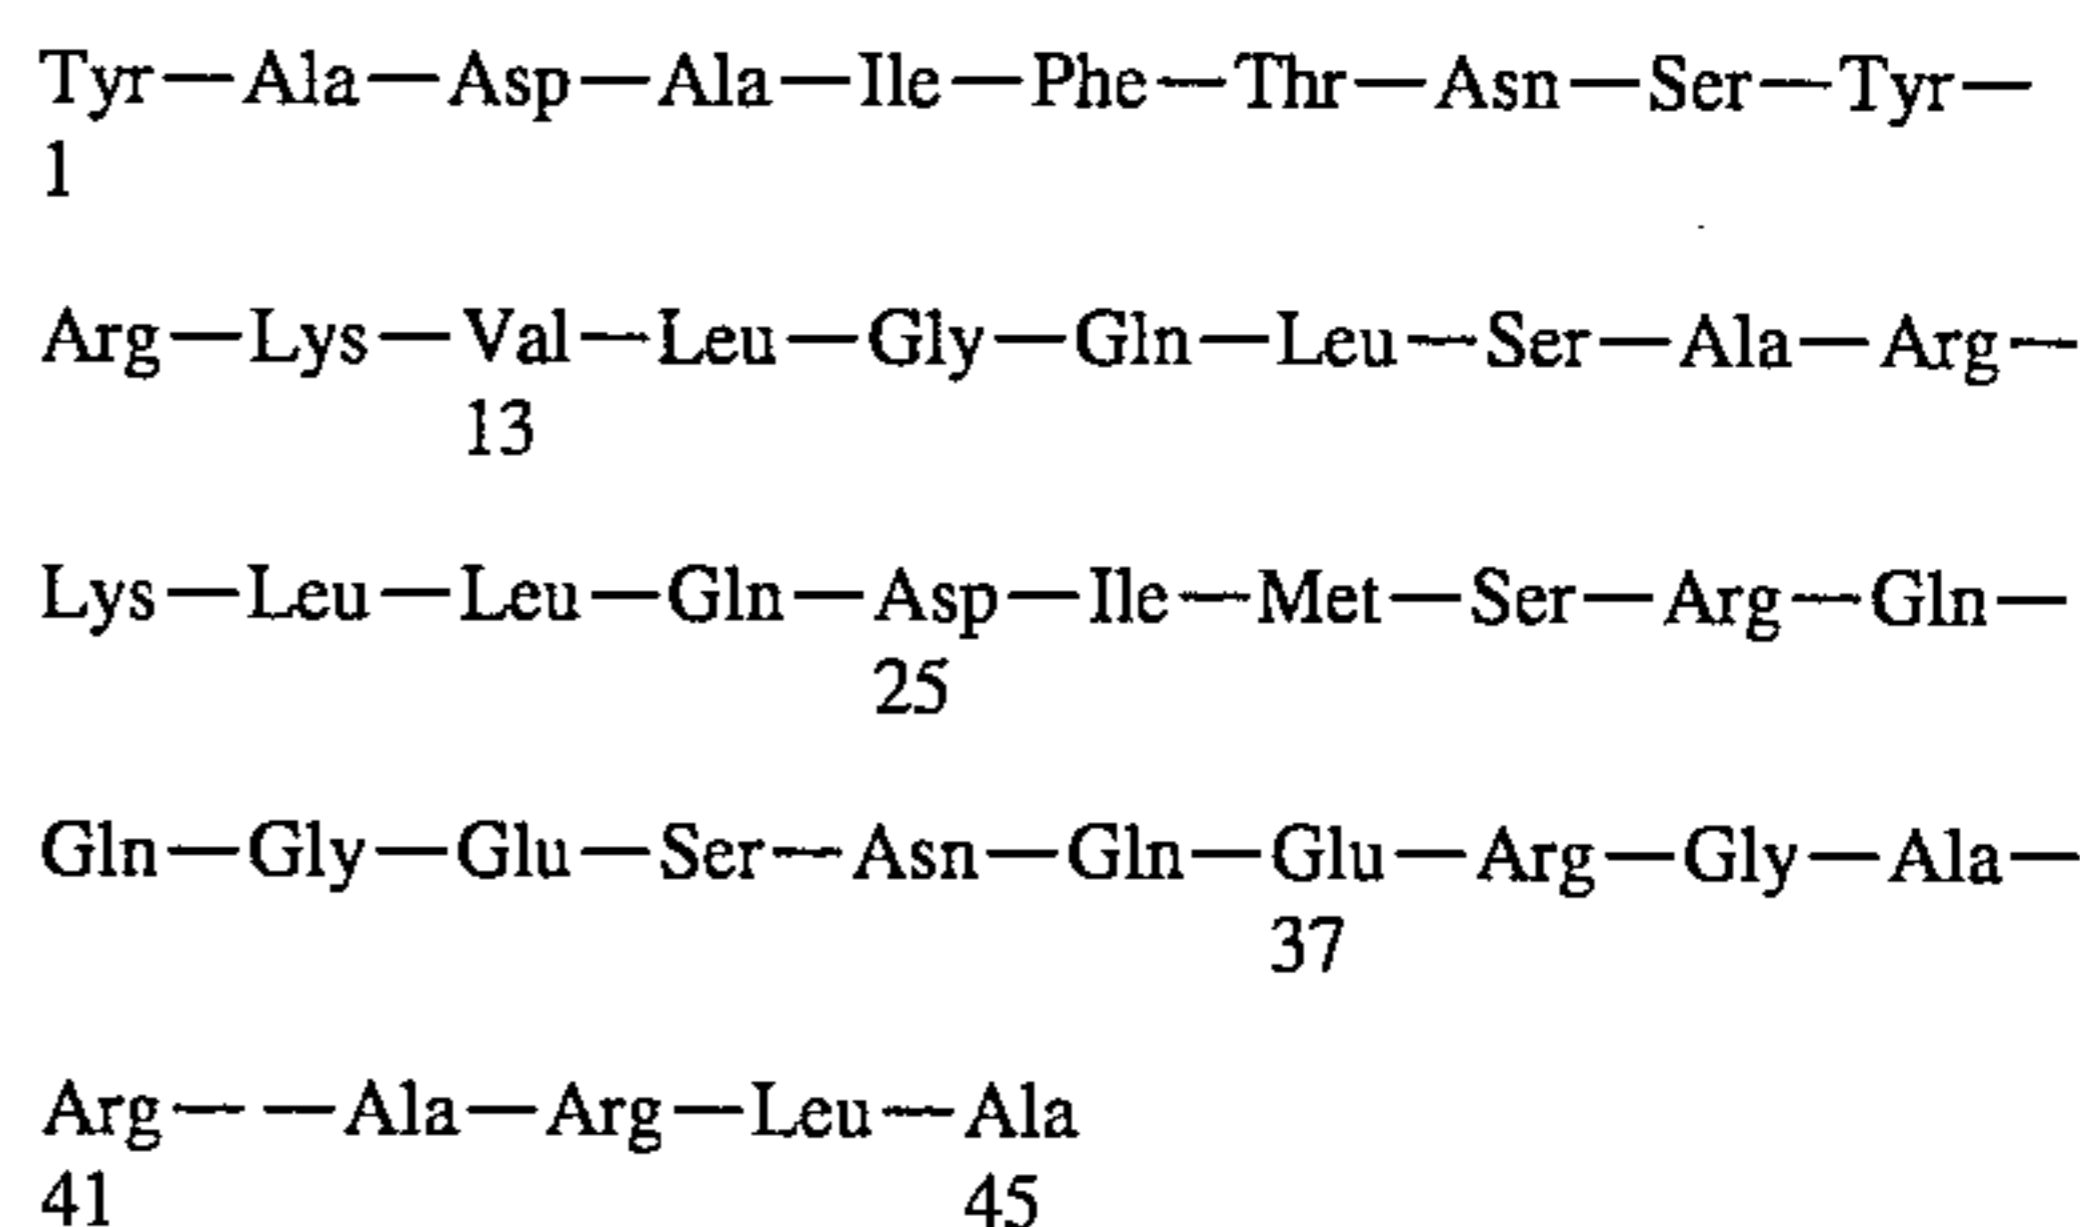 Tyr—Ala—Asp—Ala—Ile—Phe—Thr—Asn—Ser—Tyr—
1
Arg—Lys—Val—Leu—Gly—Gln—Leu—Ser—Ala—Arg—
13
Lys—Leu—Leu—Gln—Asp—Ile—Met—Ser—Arg—Gln—
25
Gln—Gly—Glu—Ser—Asn—Gln—Glu—Arg—Gly—Ala—
37
Arg— —Ala—Arg—Leu—Ala
41 45